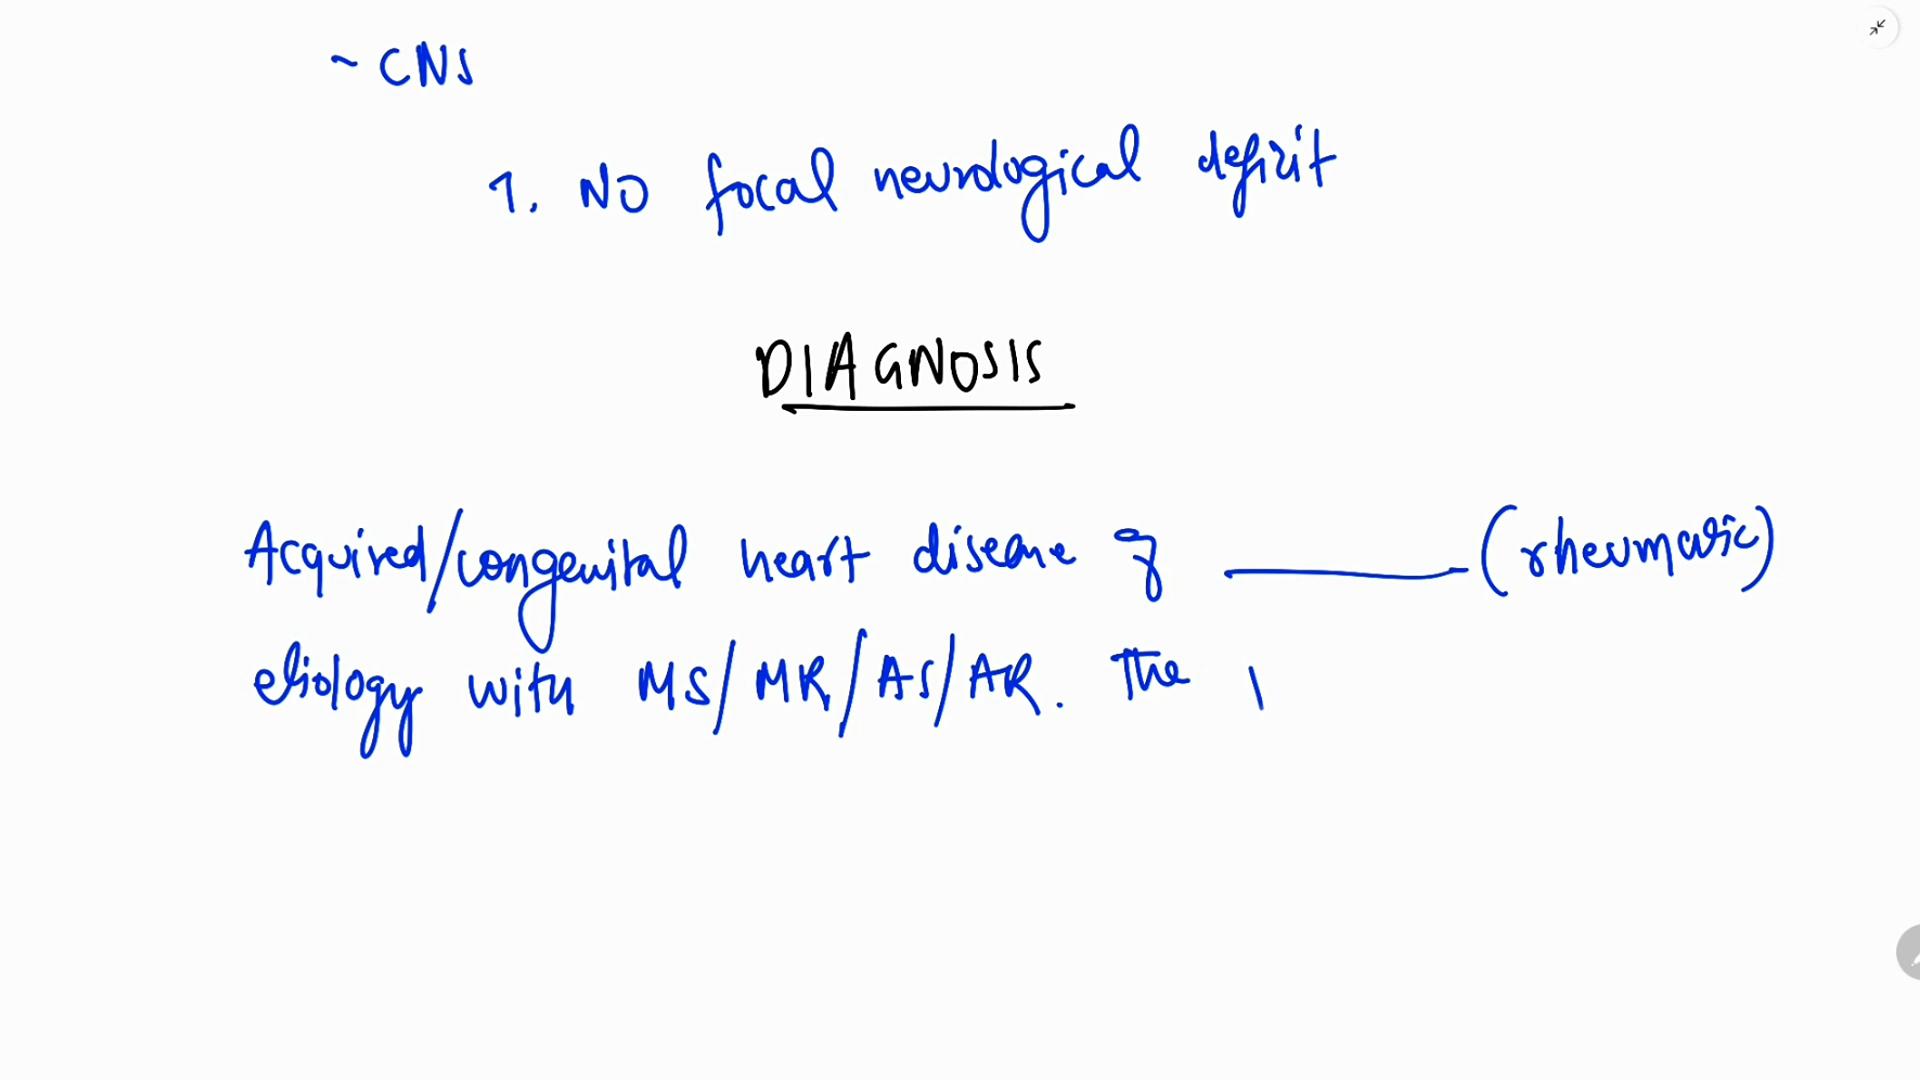 ~ CNS
1. NO focal neurological deficit
DIAGNOSIS
Acquired/congenital heart disease of ______ (rheumatic)
etiology with MS/MR/AS/AR. The